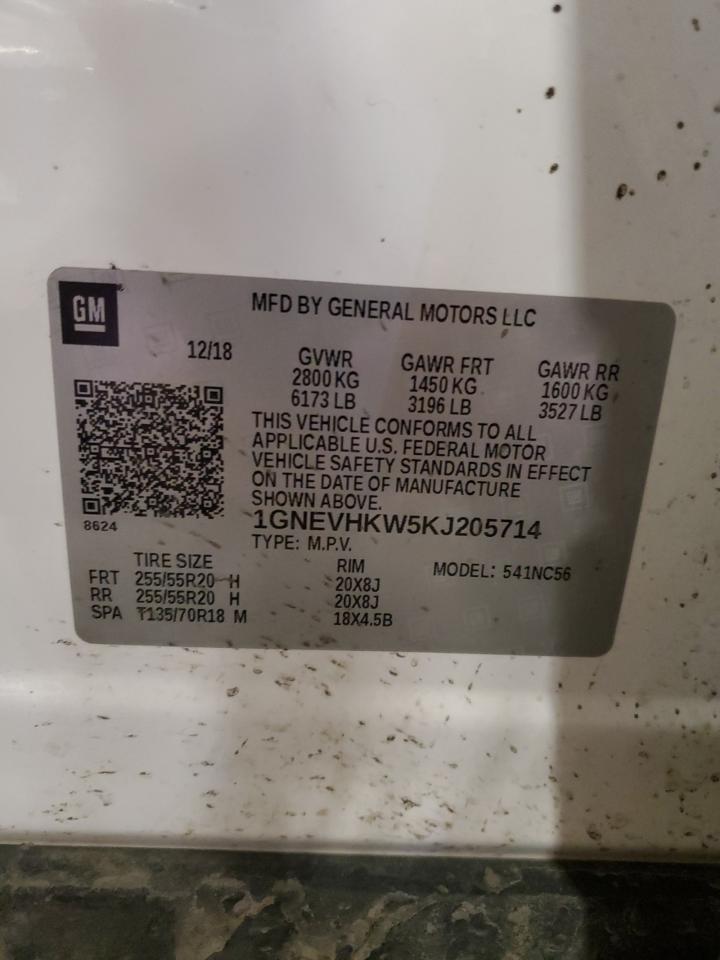 GM
MFD BY GENERAL MOTORS LLC
12/18
GVWR GAWR FRT GAWR RR
2800 KG 1450 KG 1600 KG
6173 LB 3196 LB 3527 LB
THIS VEHICLE CONFORMS TO ALL
APPLICABLE U.S. FEDERAL MOTOR
VEHICLE SAFETY STANDARDS IN EFFECT
ON THE DATE OF MANUFACTURE
SHOWN ABOVE.
8624
1GNEVHKW5KJ205714
TYPE: M.P.V.
TIRE SIZE RIM MODEL: 541NC56
FRT 255/55R20 H 20X8J
RR 255/55R20 H 20X8J
SPA T135/70R18 M 18X4.5B